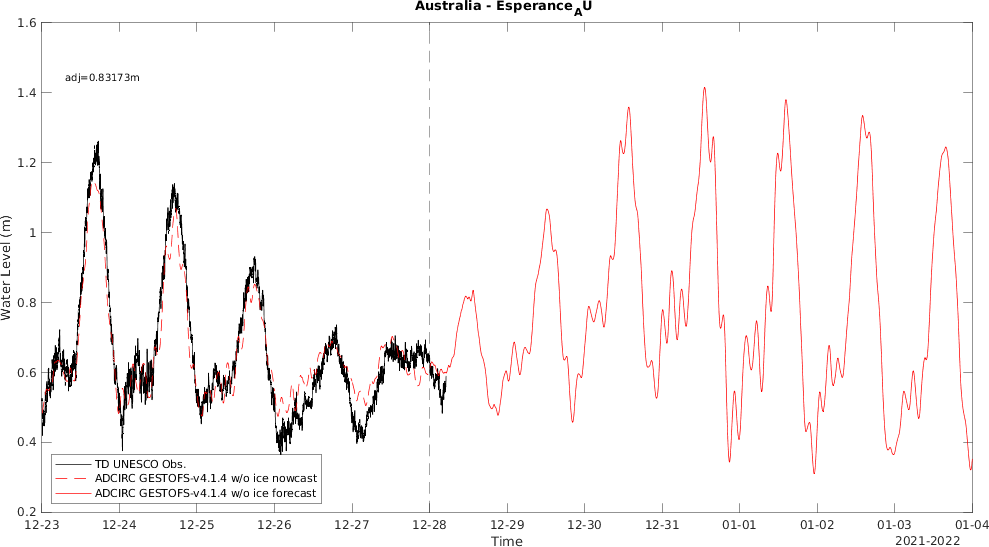 Australia - Esperance_AU
adj=0.83173m
Water Level (m)
1.6
1.4
1.2
1
0.8
0.6
0.4
0.2
TD UNESCO Obs.
ADCIRC GESTOFS-v4.1.4 w/o ice nowcast
ADCIRC GESTOFS-v4.1.4 w/o ice forecast
12-23 12-24 12-25 12-26 12-27 12-28 12-29 12-30 12-31 01-01 01-02 01-03 01-04
Time
2021-2022